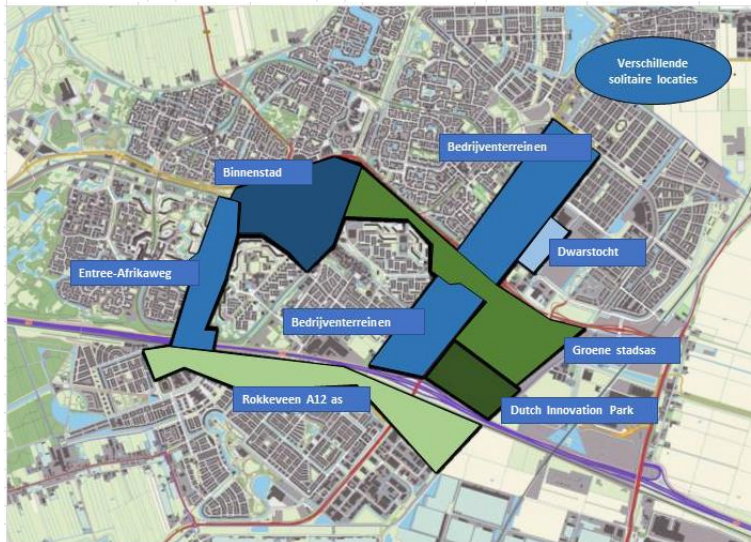 Verschillende
solitaire locaties
Bedrijventerreinen
Binnenstad
Dwarstocht
Entree-Afrikaweg
Bedrijventerreinen
Groene stadsas
Rokkeveen A12 as
Dutch Innovation Park